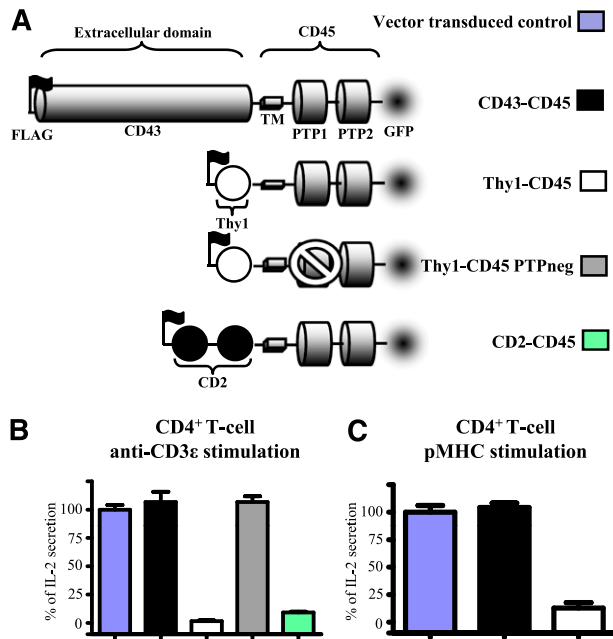 A
Extracellular domain
CD45
Vector transduced control
FLAG
CD43
TM
PTP1
PTP2
GFP
CD43-CD45
Thy1
Thy1-CD45
Thy1-CD45 PTPneg
CD2
CD2-CD45
B
CD4+ T-cell
anti-CD3ε stimulation
% of IL-2 secretion
100
75
50
25
0
C
CD4+ T-cell
pMHC stimulation
% of IL-2 secretion
100
75
50
25
0